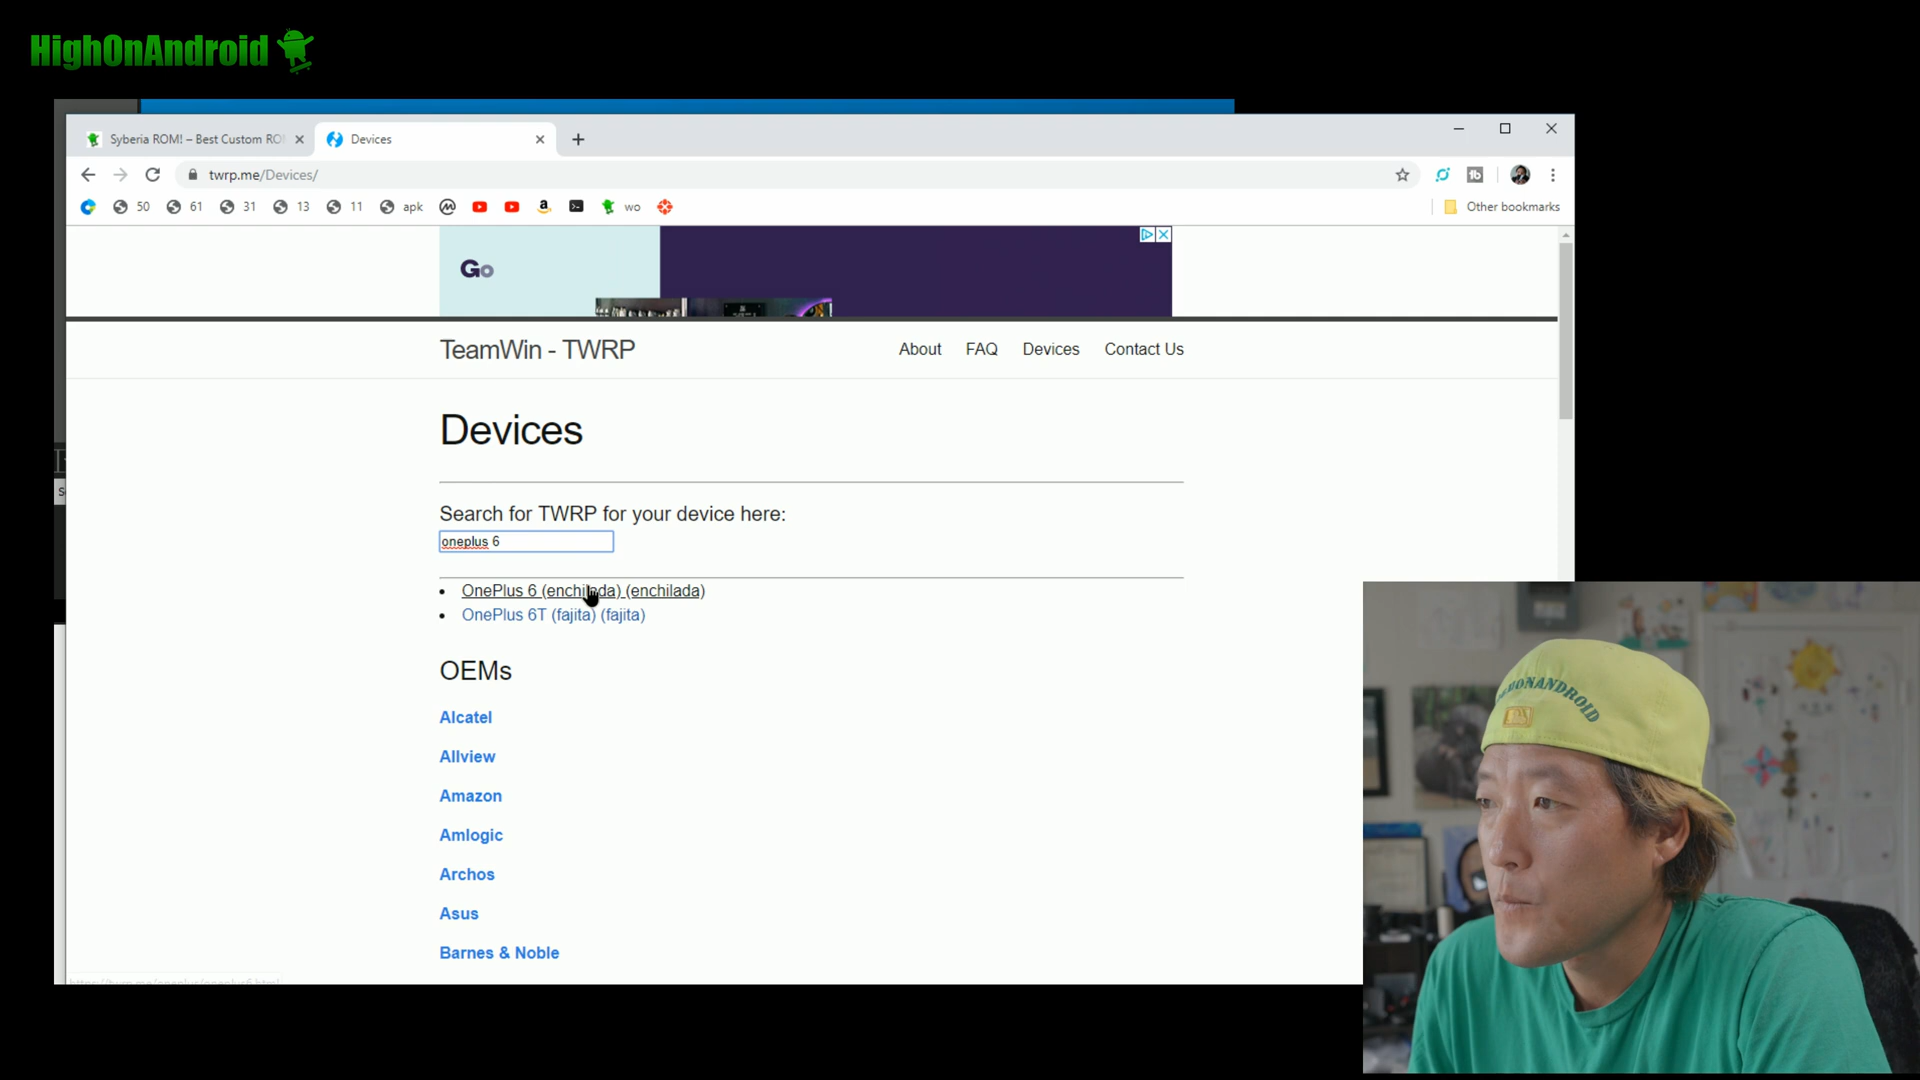 HighOnAndroid
Syberia ROM! – Best Custom RO
Devices
twrp.me/Devices/
50
61
31
13
11
apk
wo
Other bookmarks
Go
TeamWin - TWRP
About
FAQ
Devices
Contact Us
Devices
Search for TWRP for your device here:
oneplus 6
OnePlus 6 (enchilada) (enchilada)
OnePlus 6T (fajita) (fajita)
OEMs
Alcatel
Allview
Amazon
Amlogic
Archos
Asus
Barnes & Noble